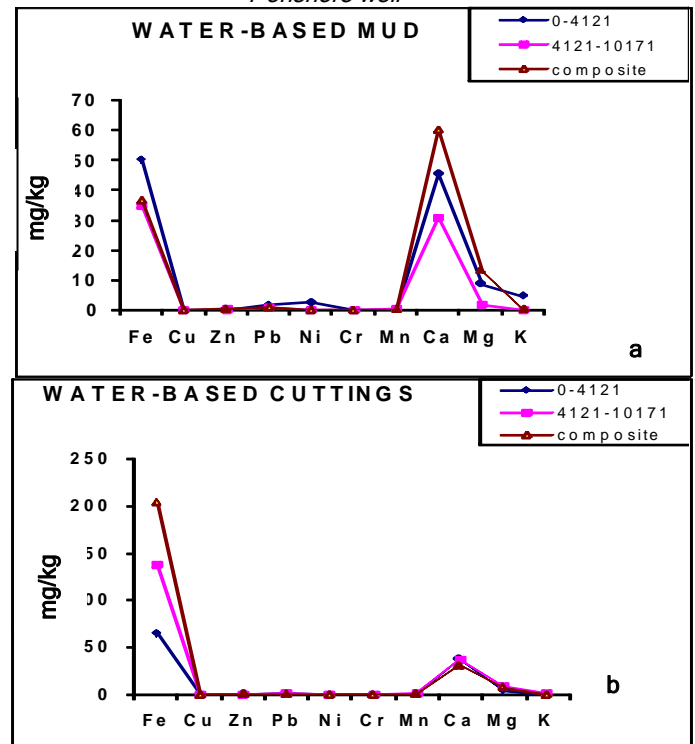 WATER-BASED MUD
0-4121
4121-10171
composite
70
60
50
40
30
20
10
0
mg/kg
Fe Cu Zn Pb Ni Cr Mn Ca Mg K
a
WATER-BASED CUTTINGS
0-4121
4121-10171
composite
250
200
50
00
50
0
mg/kg
Fe Cu Zn Pb Ni Cr Mn Ca Mg K
b